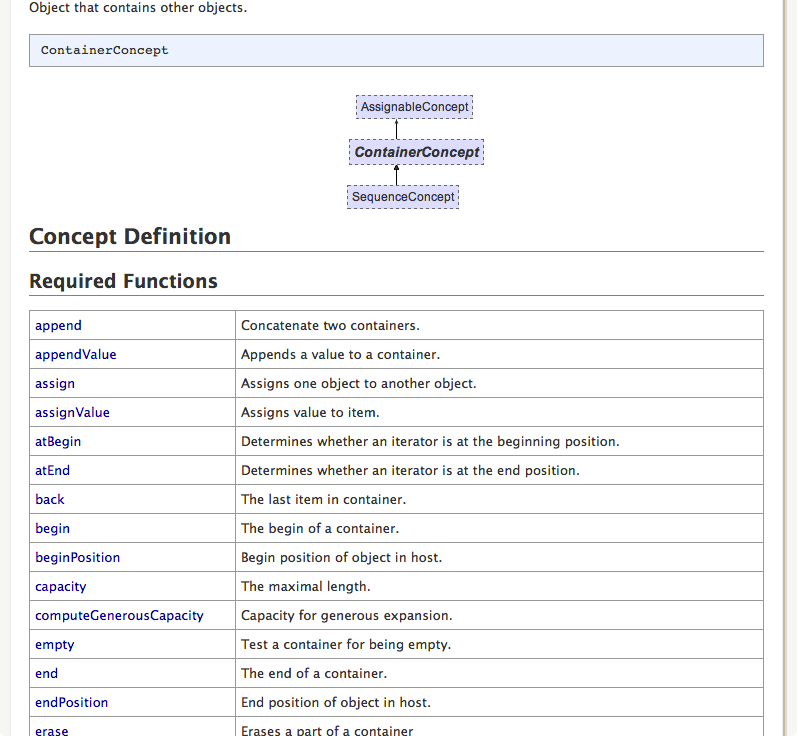 Object that contains other objects.
ContainerConcept
AssignableConcept
ContainerConcept
SequenceConcept
Concept Definition
Required Functions
append Concatenate two containers.
appendValue Appends a value to a container.
assign Assigns one object to another object.
assignValue Assigns value to item.
atBegin Determines whether an iterator is at the beginning position.
atEnd Determines whether an iterator is at the end position.
back The last item in container.
begin The begin of a container.
beginPosition Begin position of object in host.
capacity The maximal length.
computeGenerousCapacity Capacity for generous expansion.
empty Test a container for being empty.
end The end of a container.
endPosition End position of object in host.
erase Erases a part of a container